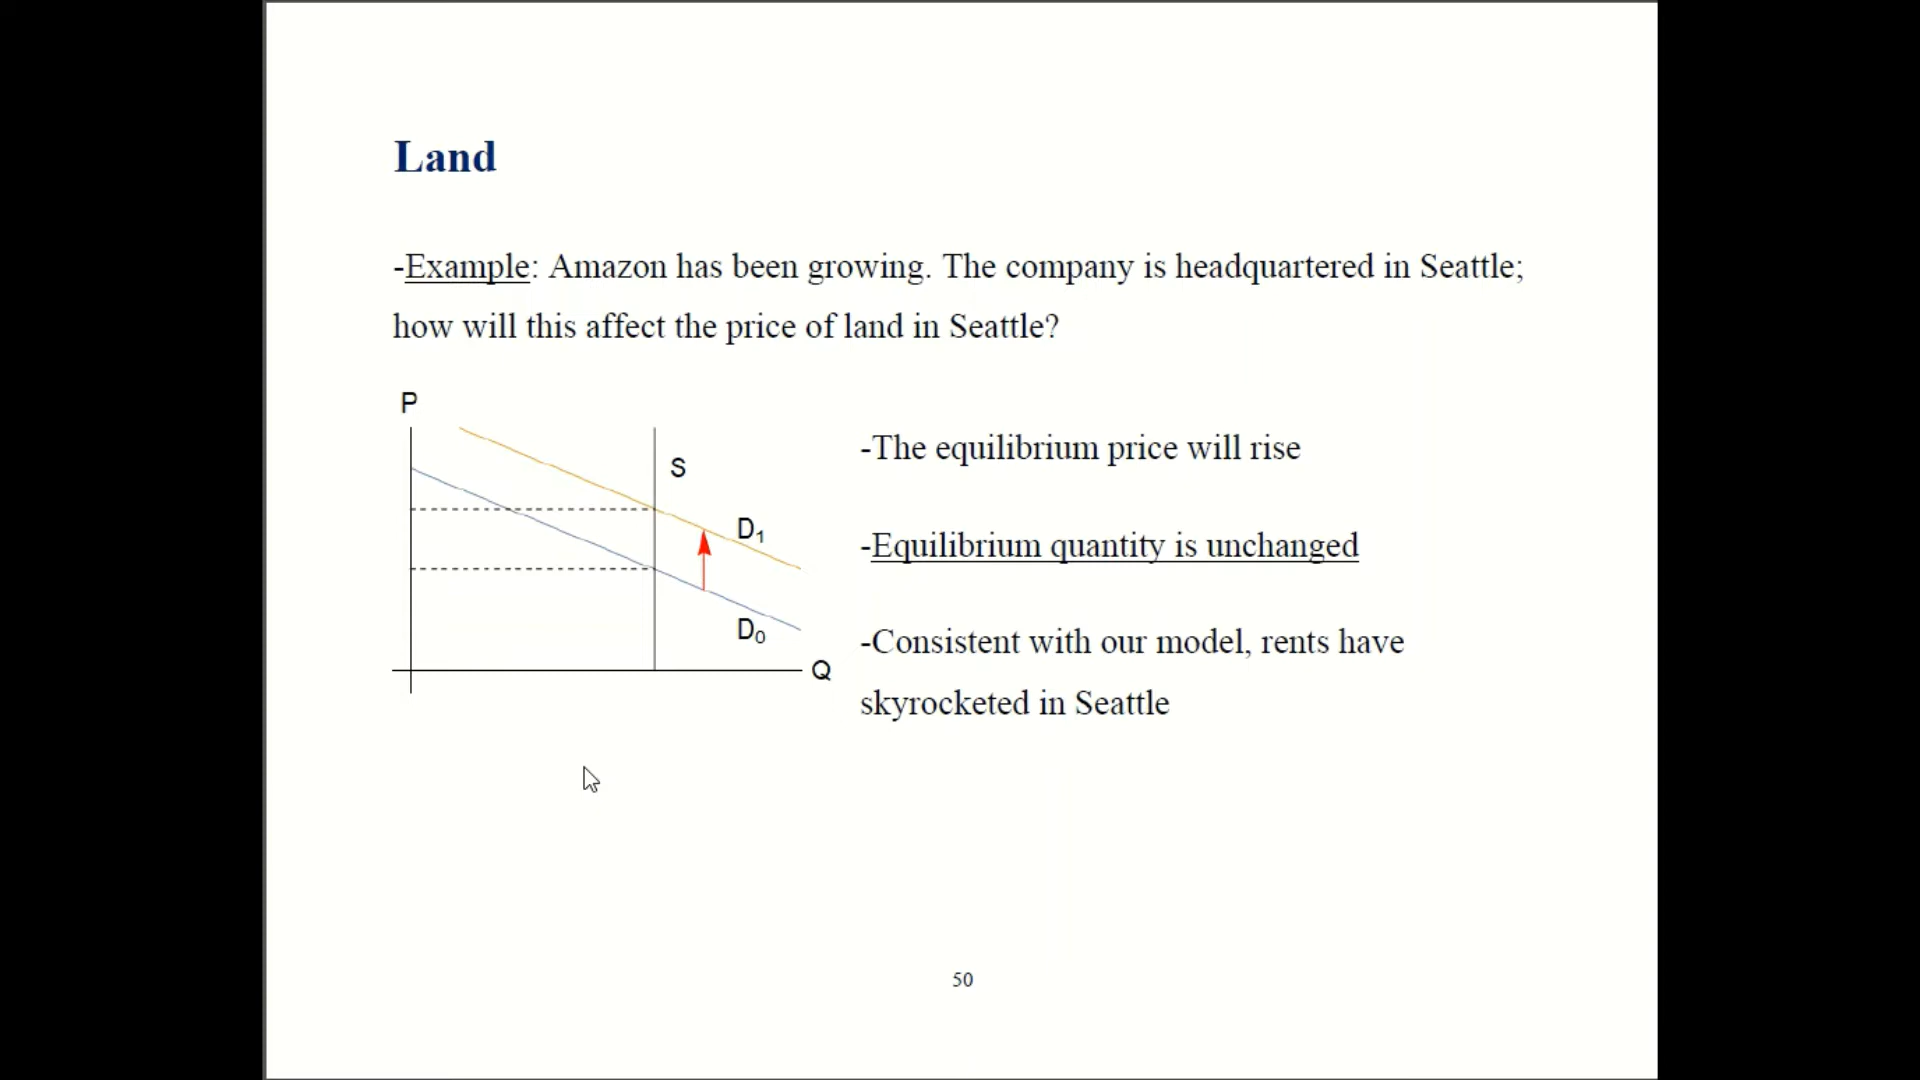 Land
-Example: Amazon has been growing. The company is headquartered in Seattle;
how will this affect the price of land in Seattle?
P
S
D₁
D₀
Q
-The equilibrium price will rise
-Equilibrium quantity is unchanged
-Consistent with our model, rents have
skyrocketed in Seattle
50